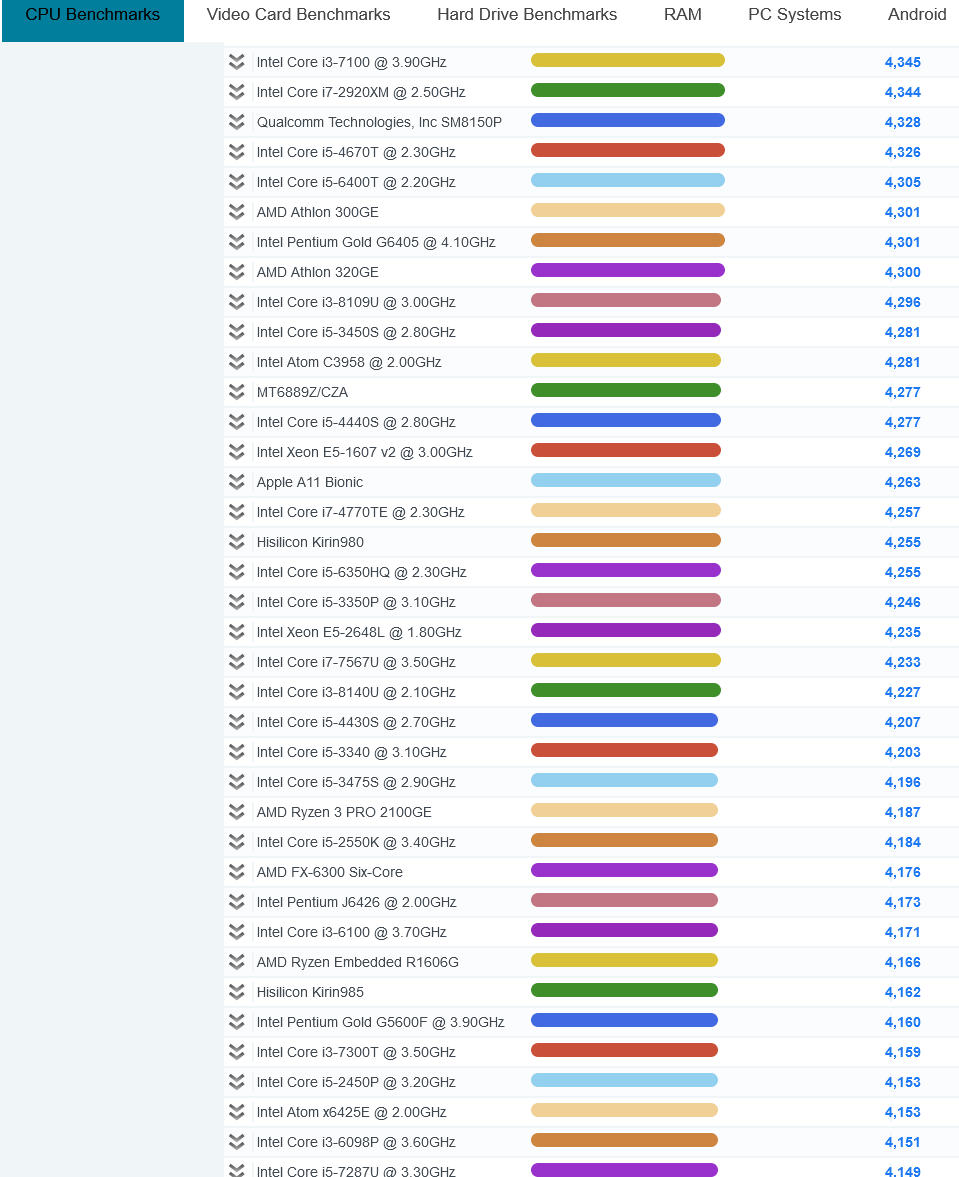 CPU Benchmarks Video Card Benchmarks Hard Drive Benchmarks RAM PC Systems Android
Intel Core i3-7100 @ 3.90GHz 4,345
Intel Core i7-2920XM @ 2.50GHz 4,344
Qualcomm Technologies, Inc SM8150P 4,328
Intel Core i5-4670T @ 2.30GHz 4,326
Intel Core i5-6400T @ 2.20GHz 4,305
AMD Athlon 300GE 4,301
Intel Pentium Gold G6405 @ 4.10GHz 4,301
AMD Athlon 320GE 4,300
Intel Core i3-8109U @ 3.00GHz 4,296
Intel Core i5-3450S @ 2.80GHz 4,281
Intel Atom C3958 @ 2.00GHz 4,281
MT6889Z/CZA 4,277
Intel Core i5-4440S @ 2.80GHz 4,277
Intel Xeon E5-1607 v2 @ 3.00GHz 4,269
Apple A11 Bionic 4,263
Intel Core i7-4770TE @ 2.30GHz 4,257
Hisilicon Kirin980 4,255
Intel Core i5-6350HQ @ 2.30GHz 4,255
Intel Core i5-3350P @ 3.10GHz 4,246
Intel Xeon E5-2648L @ 1.80GHz 4,235
Intel Core i7-7567U @ 3.50GHz 4,233
Intel Core i3-8140U @ 2.10GHz 4,227
Intel Core i5-4430S @ 2.70GHz 4,207
Intel Core i5-3340 @ 3.10GHz 4,203
Intel Core i5-3475S @ 2.90GHz 4,196
AMD Ryzen 3 PRO 2100GE 4,187
Intel Core i5-2550K @ 3.40GHz 4,184
AMD FX-6300 Six-Core 4,176
Intel Pentium J6426 @ 2.00GHz 4,173
Intel Core i3-6100 @ 3.70GHz 4,171
AMD Ryzen Embedded R1606G 4,166
Hisilicon Kirin985 4,162
Intel Pentium Gold G5600F @ 3.90GHz 4,160
Intel Core i3-7300T @ 3.50GHz 4,159
Intel Core i5-2450P @ 3.20GHz 4,153
Intel Atom x6425E @ 2.00GHz 4,153
Intel Core i3-6098P @ 3.60GHz 4,151
Intel Core i5-7287U @ 3.30GHz 4,149